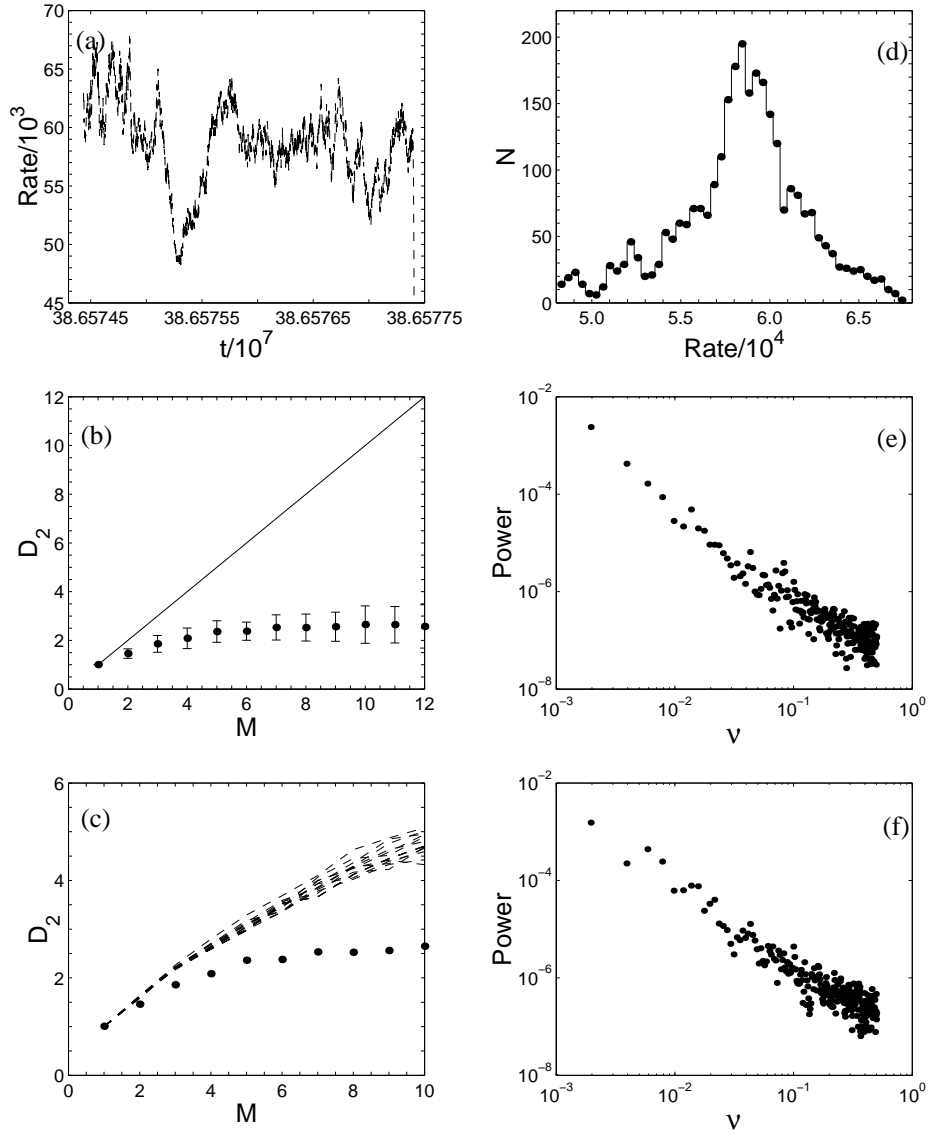 (a)
Rate/10³
70
65
60
55
50
45
38.65745 38.65755 38.65765 38.65775
t/10⁷
(d)
N
200
150
100
50
0
5.0 5.5 6.0 6.5
Rate/10⁴
(b)
D₂
12
10
8
6
4
2
0
0 2 4 6 8 10 12
M
(e)
Power
10⁻²
10⁻⁴
10⁻⁶
10⁻⁸
10⁻³ 10⁻² 10⁻¹ 10⁰
ν
(c)
D₂
6
4
2
0
0 2 4 6 8 10
M
(f)
Power
10⁻²
10⁻⁴
10⁻⁶
10⁻⁸
10⁻³ 10⁻² 10⁻¹ 10⁰
ν